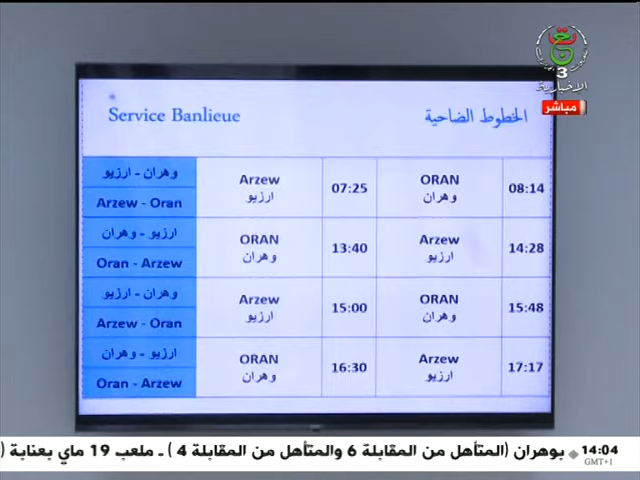 3
الإخبارية
مباشر
Service Banlieue الخطوط الضاحية
وهران - ارزيو
Arzew - Oran
Arzew
ارزيو
07:25
ORAN
وهران
08:14
ارزيو - وهران
Oran - Arzew
ORAN
وهران
13:40
Arzew
ارزيو
14:28
وهران - ارزيو
Arzew - Oran
Arzew
ارزيو
15:00
ORAN
وهران
15:48
ارزيو - وهران
Oran - Arzew
ORAN
وهران
16:30
Arzew
ارزيو
17:17
بوهران (المتأهل من المقابلة 6 والمتأهل من المقابلة 4 ) ـ ملعب 19 ماي بعنابة (
14:04
GMT+1